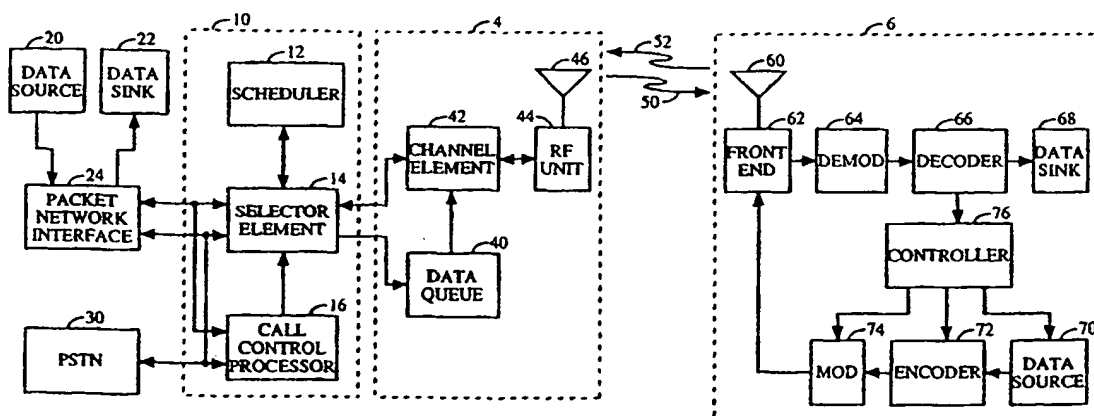 10
4
6
20
22
12
52
DATA
SOURCE
DATA
SINK
SCHEDULER
46
60
50
42
44
62
64
66
68
CHANNEL
ELEMENT
RF
UNIT
FRONT
END
DEMOD
DECODER
DATA
SINK
24
14
PACKET
NETWORK
INTERFACE
SELECTOR
ELEMENT
76
CONTROLLER
40
DATA
QUEUE
30
16
PSTN
CALL
CONTROL
PROCESSOR
74
72
70
MOD
ENCODER
DATA
SOURCE